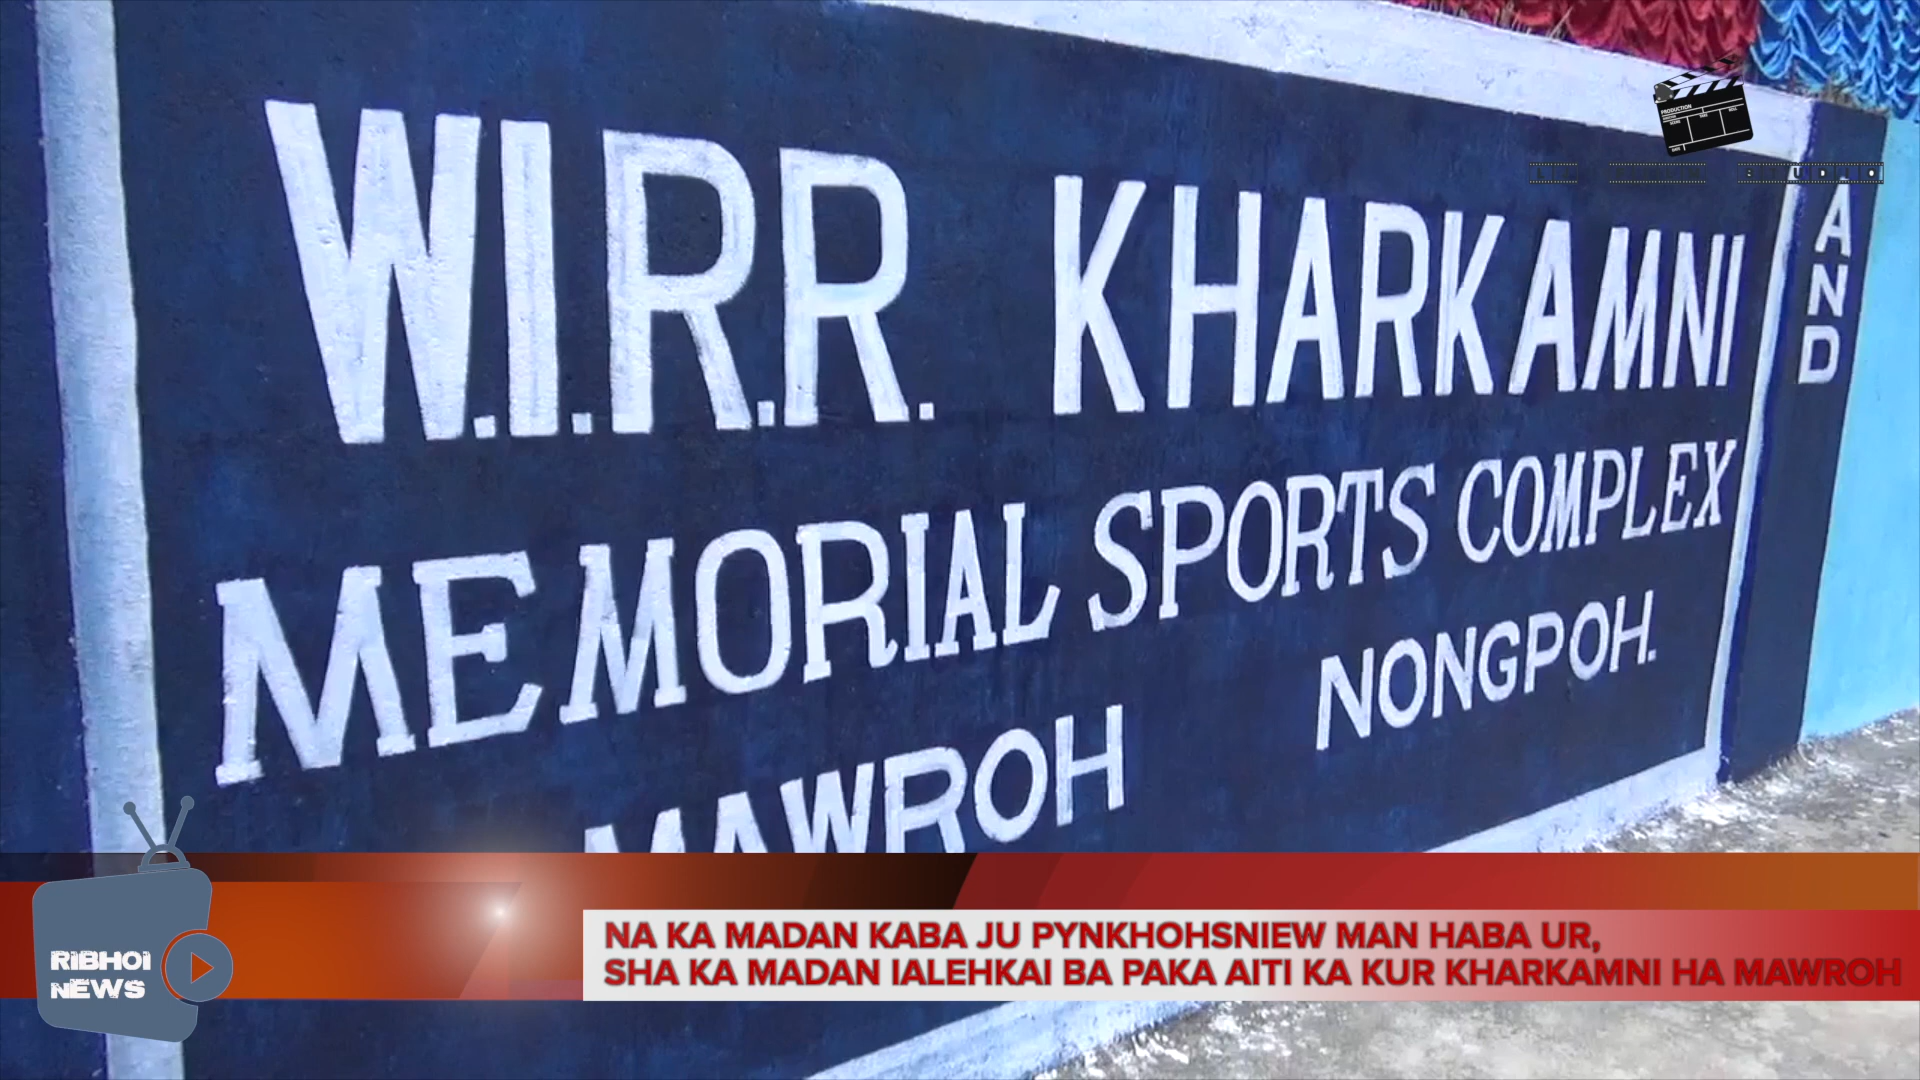 W.I.R.R. KHARKAMNI
MEMORIAL SPORTS COMPLEX
MAWROH NONGPOH.
AND
PRODUCTION
RIBHOI
NEWS
NA KA MADAN KABA JU PYNKHOHSNIEW MAN HABA UR,
SHA KA MADAN IALEHKAI BA PAKA AITI KA KUR KHARKAMNI HA MAWROH